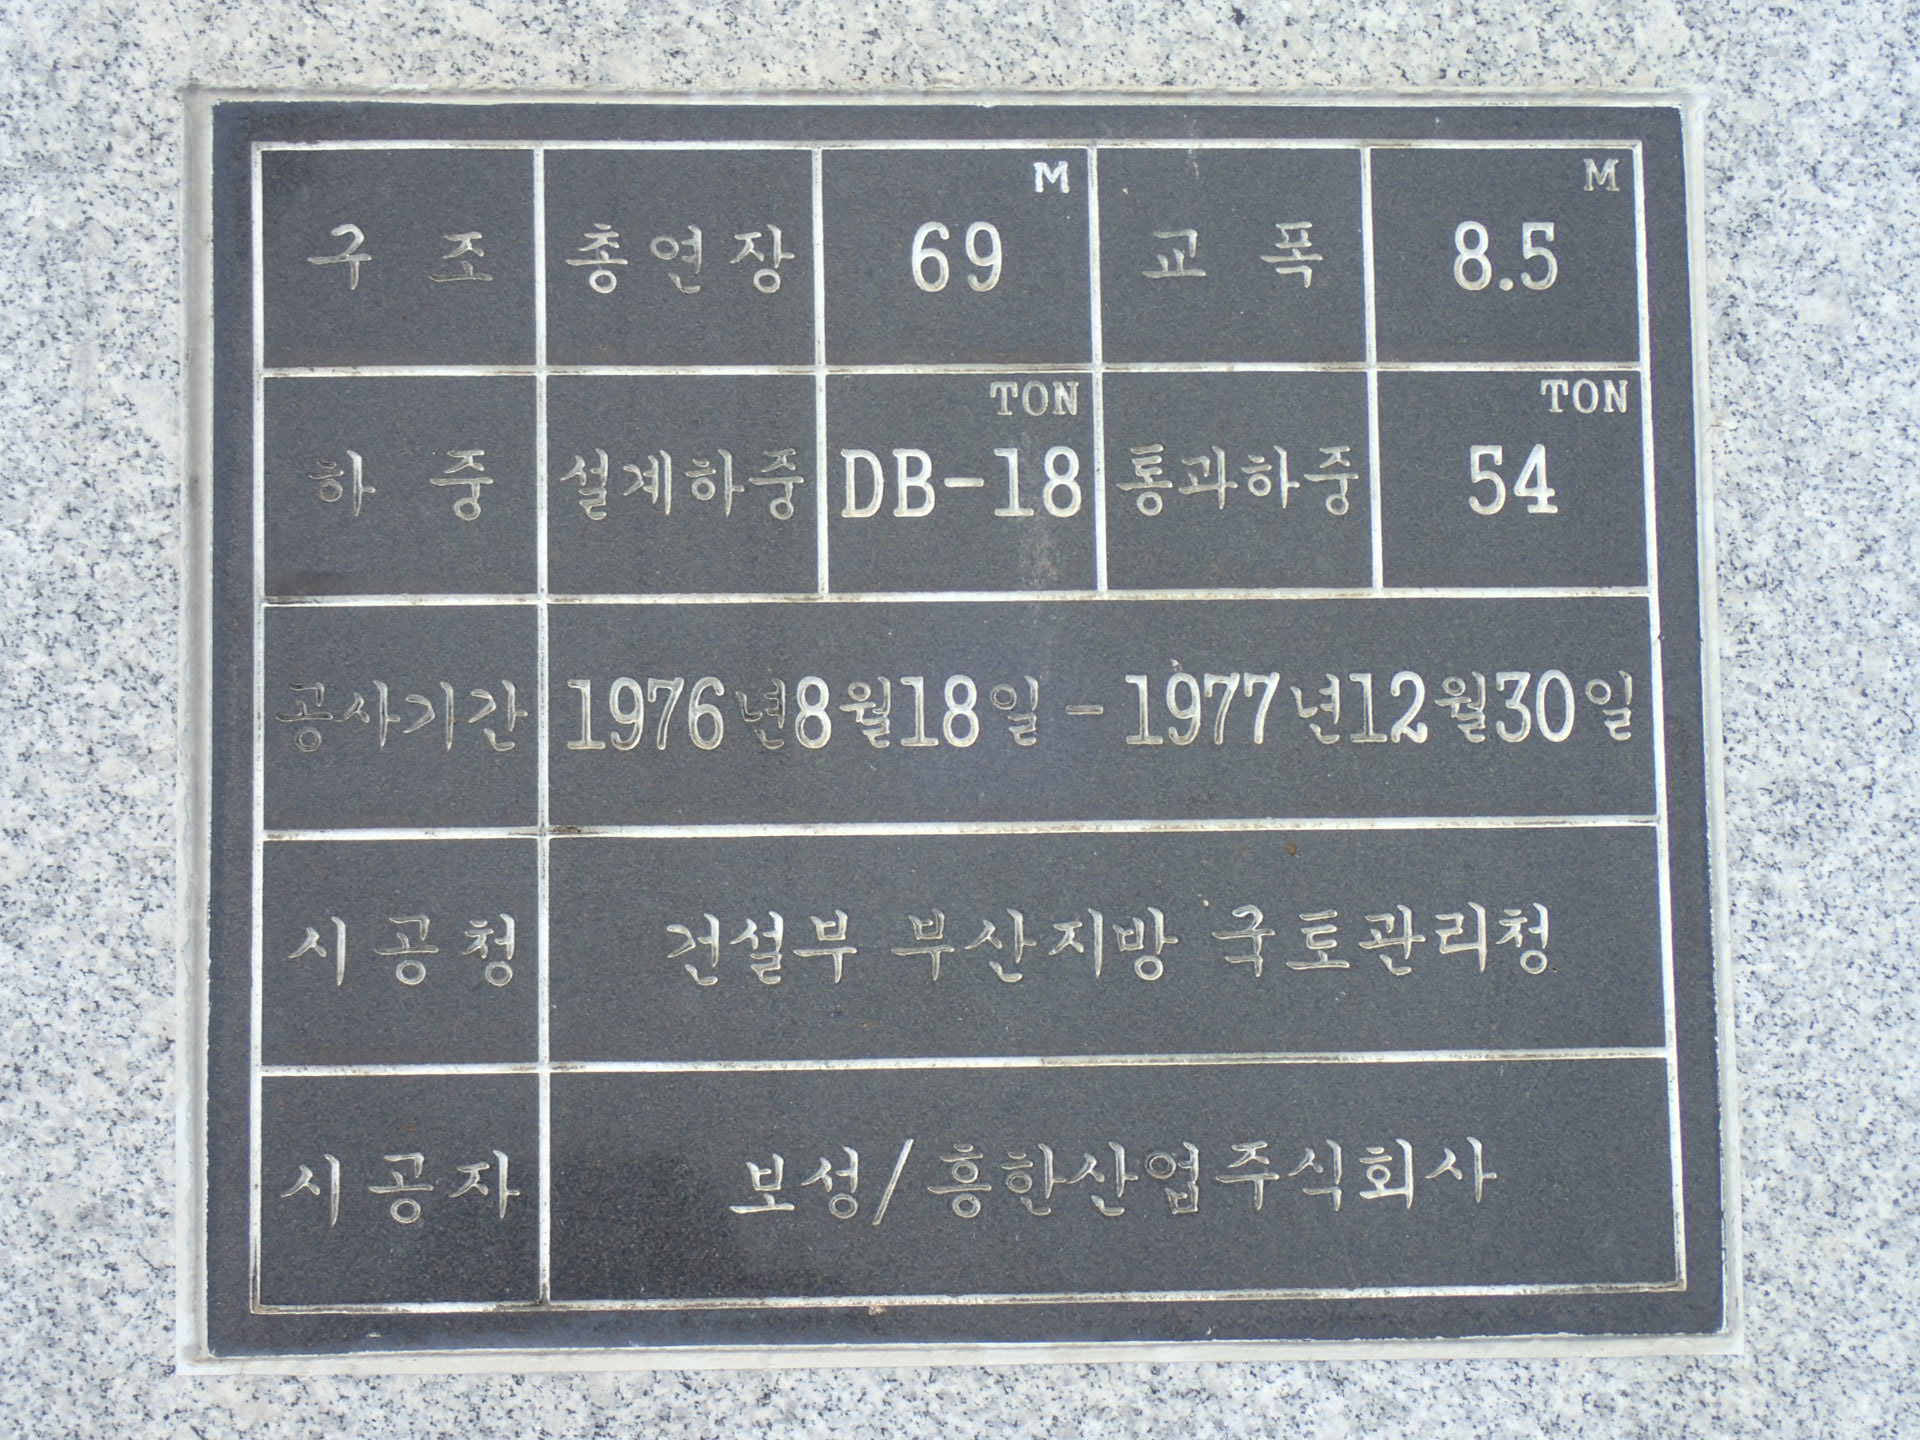 구 조 총연장 69 M 교 폭 8.5 M
하 중 설계하중 DB-18 TON 통과하중 54 TON
공사기간 1976년8월18일 - 1977년12월30일
시공청 건설부 부산지방 국토관리청
시공자 보성/흥한산업주식회사